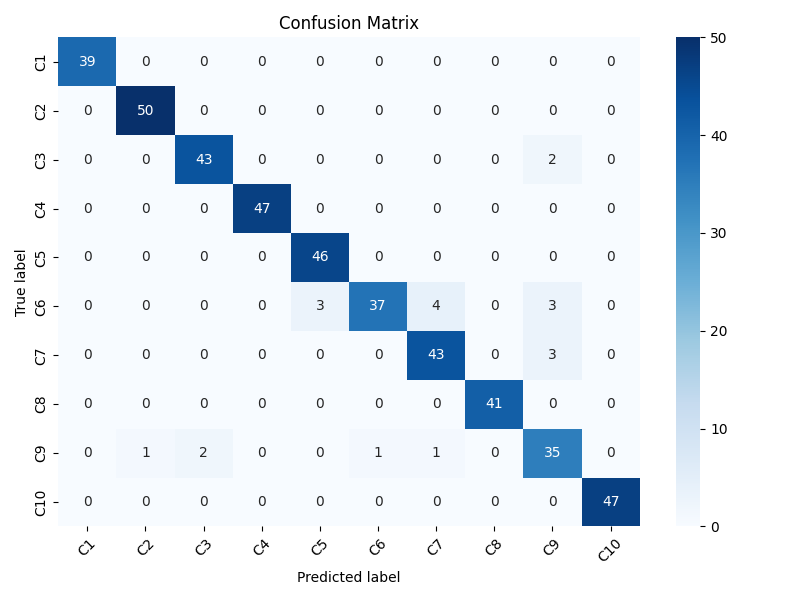 Confusion Matrix
C1 39 0 0 0 0 0 0 0 0 0
C2 0 50 0 0 0 0 0 0 0 0
C3 0 0 43 0 0 0 0 0 2 0
C4 0 0 0 47 0 0 0 0 0 0
C5 0 0 0 0 46 0 0 0 0 0
C6 0 0 0 0 3 37 4 0 3 0
C7 0 0 0 0 0 0 43 0 3 0
C8 0 0 0 0 0 0 0 41 0 0
C9 0 1 2 0 0 1 1 0 35 0
C10 0 0 0 0 0 0 0 0 0 47
C1 C2 C3 C4 C5 C6 C7 C8 C9 C10
Predicted label
True label
50
40
30
20
10
0